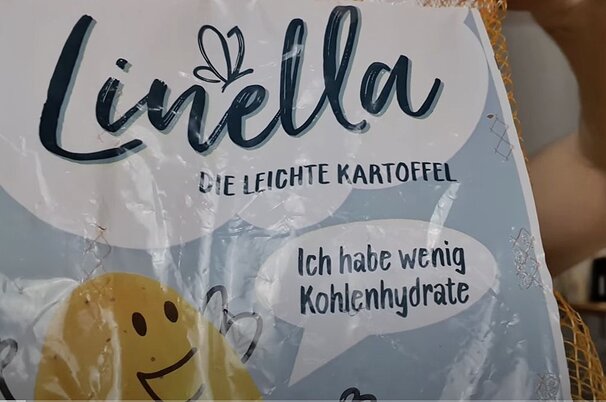 Linella
DIE LEICHTE KARTOFFEL
Ich habe wenig
Kohlenhydrate